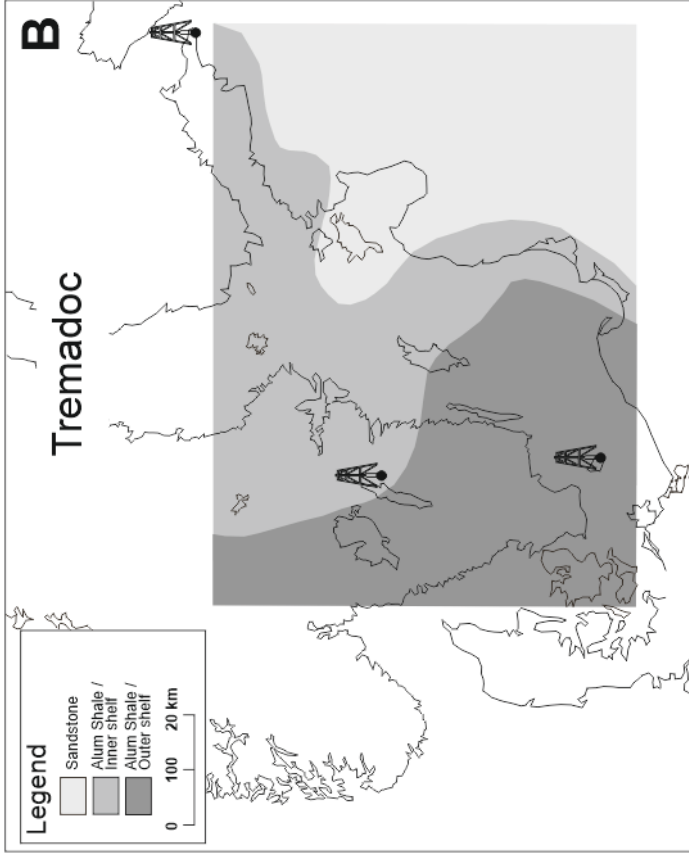 B
Tremadoc
Legend
Sandstone
Alum Shale /
Inner shelf
Alum Shale /
Outer shelf
0 100 20 km